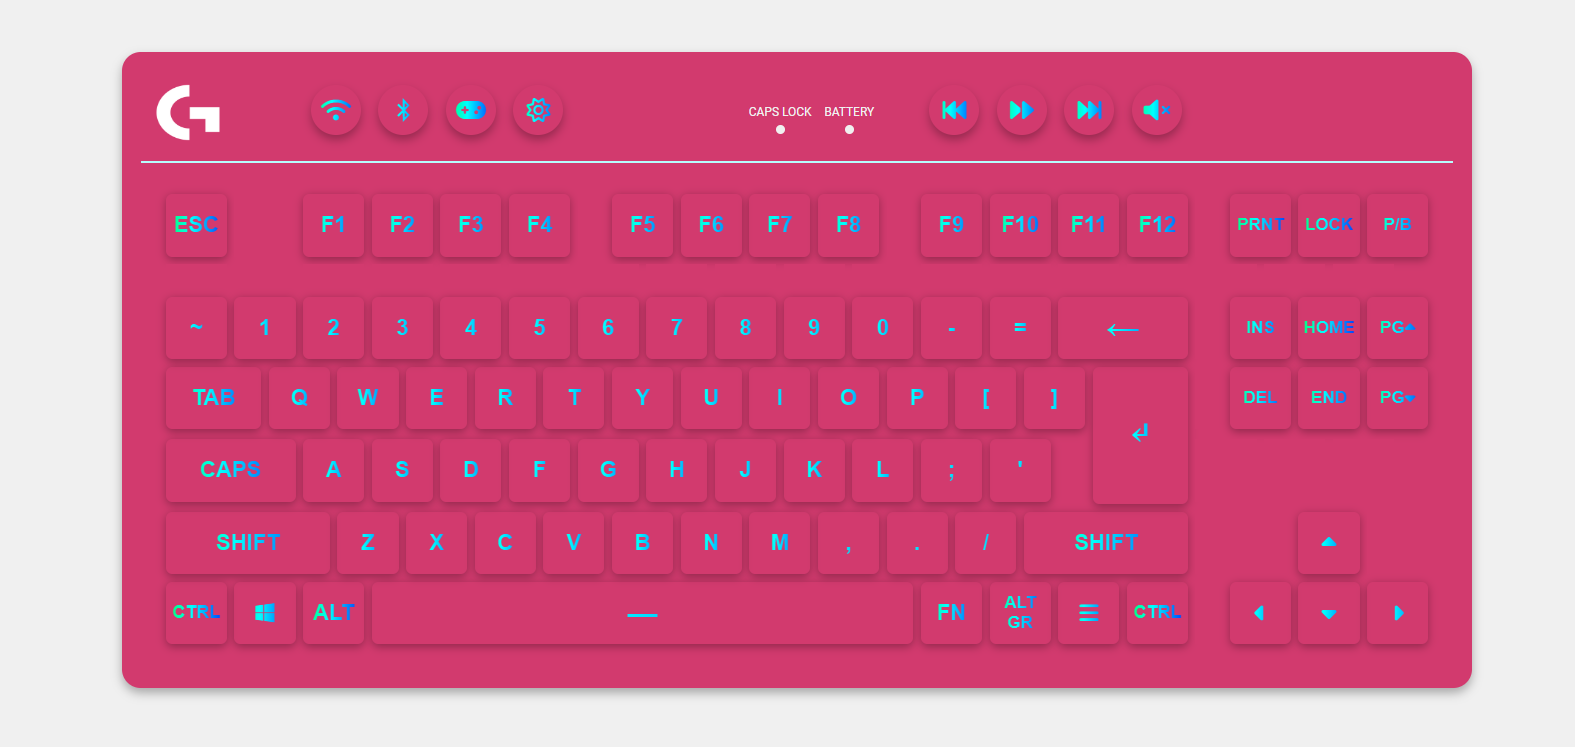 CAPS LOCK BATTERY
ESC F1 F2 F3 F4 F5 F6 F7 F8 F9 F10 F11 F12 PRNT LOCK P/B
~ 1 2 3 4 5 6 7 8 9 0 - = INS HOME PG
TAB Q W E R T Y U I O P [ ] DEL END PG
CAPS A S D F G H J K L ; '
SHIFT Z X C V B N M , . / SHIFT
CTRL ALT FN ALT GR CTRL